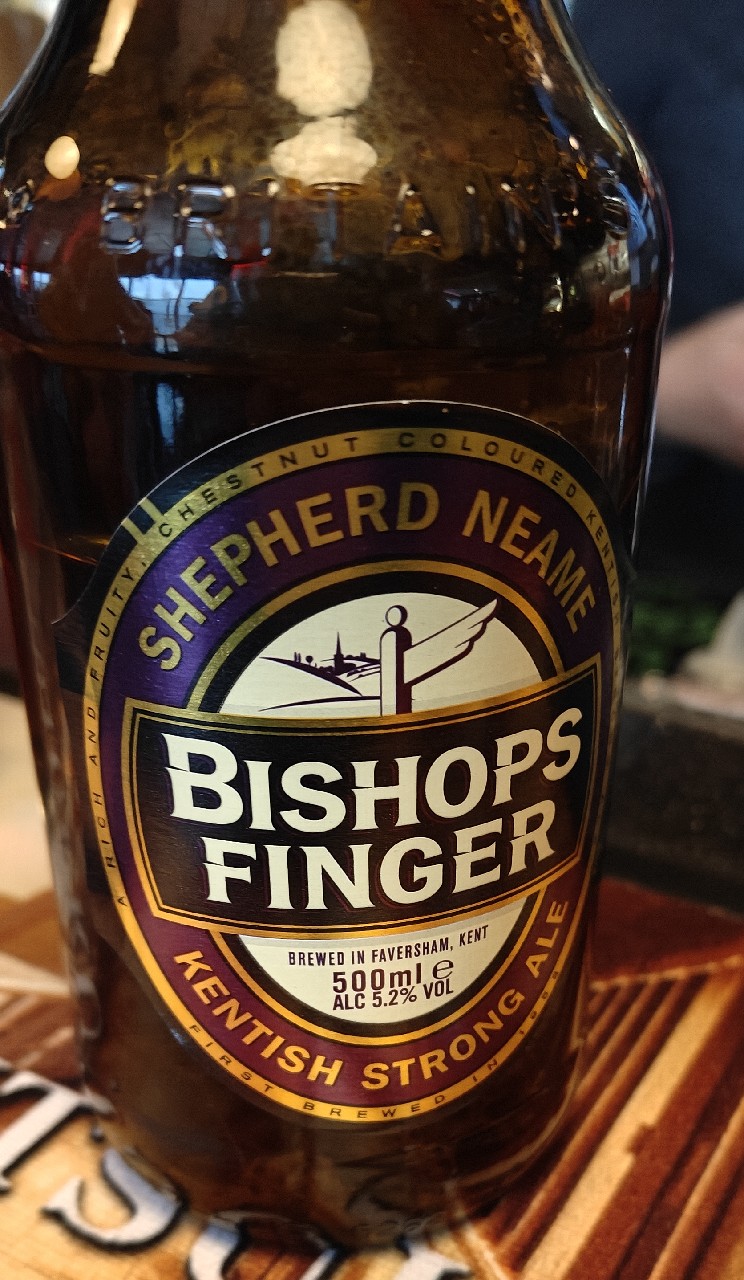 BRITAIN'S
A RICH AND FRUITY, CHESTNUT COLOURED KENTISH
SHEPHERD NEAME
BISHOPS
FINGER
BREWED IN FAVERSHAM, KENT
500ml e
ALC 5.2% VOL
KENTISH STRONG ALE
FIRST BREWED IN